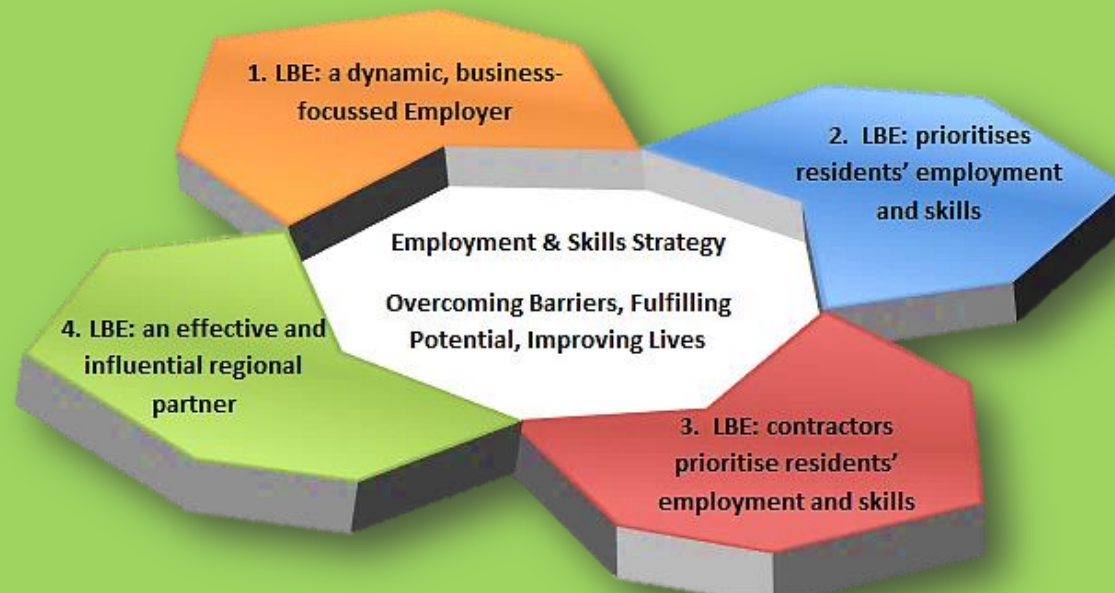 1. LBE: a dynamic, business-
focussed Employer
2. LBE: prioritises
residents’ employment
and skills
Employment & Skills Strategy
Overcoming Barriers, Fulfilling
Potential, Improving Lives
3. LBE: contractors
prioritise residents’
employment and skills
4. LBE: an effective and
influential regional
partner